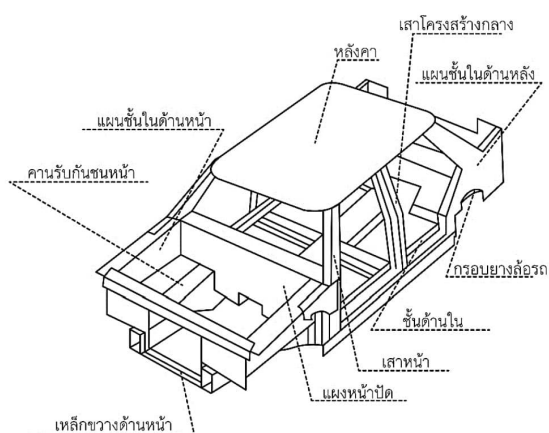 เสาโครงสร้างกลาง
หลังคา
แผนชั้นในด้านหลัง
แผนชั้นในด้านหน้า
คานรับกันชนหน้า
กรอบยางล้อรถ
ชั้นด้านใน
เสาหน้า
แผงหน้าปัด
เหล็กขวางด้านหน้า